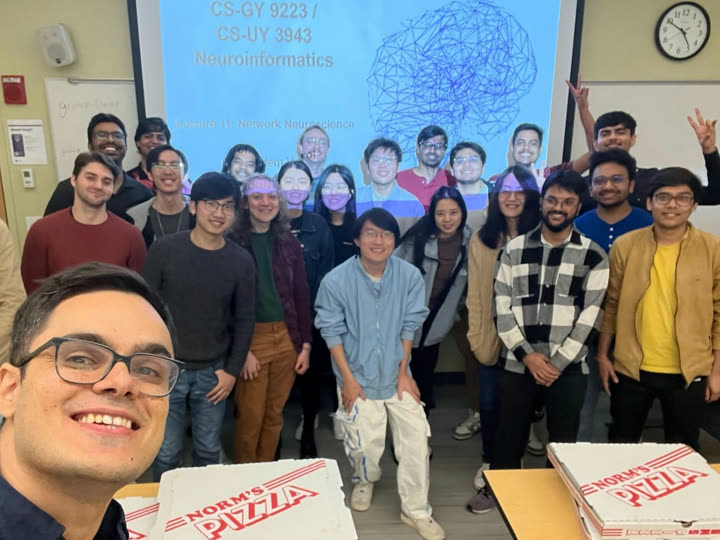 CS-GY 9223 /
CS-UY 3943
Neuroinformatics
Lecture 11: Network Neuroscience
NORM'S
PIZZA
NORM'S
PIZZA